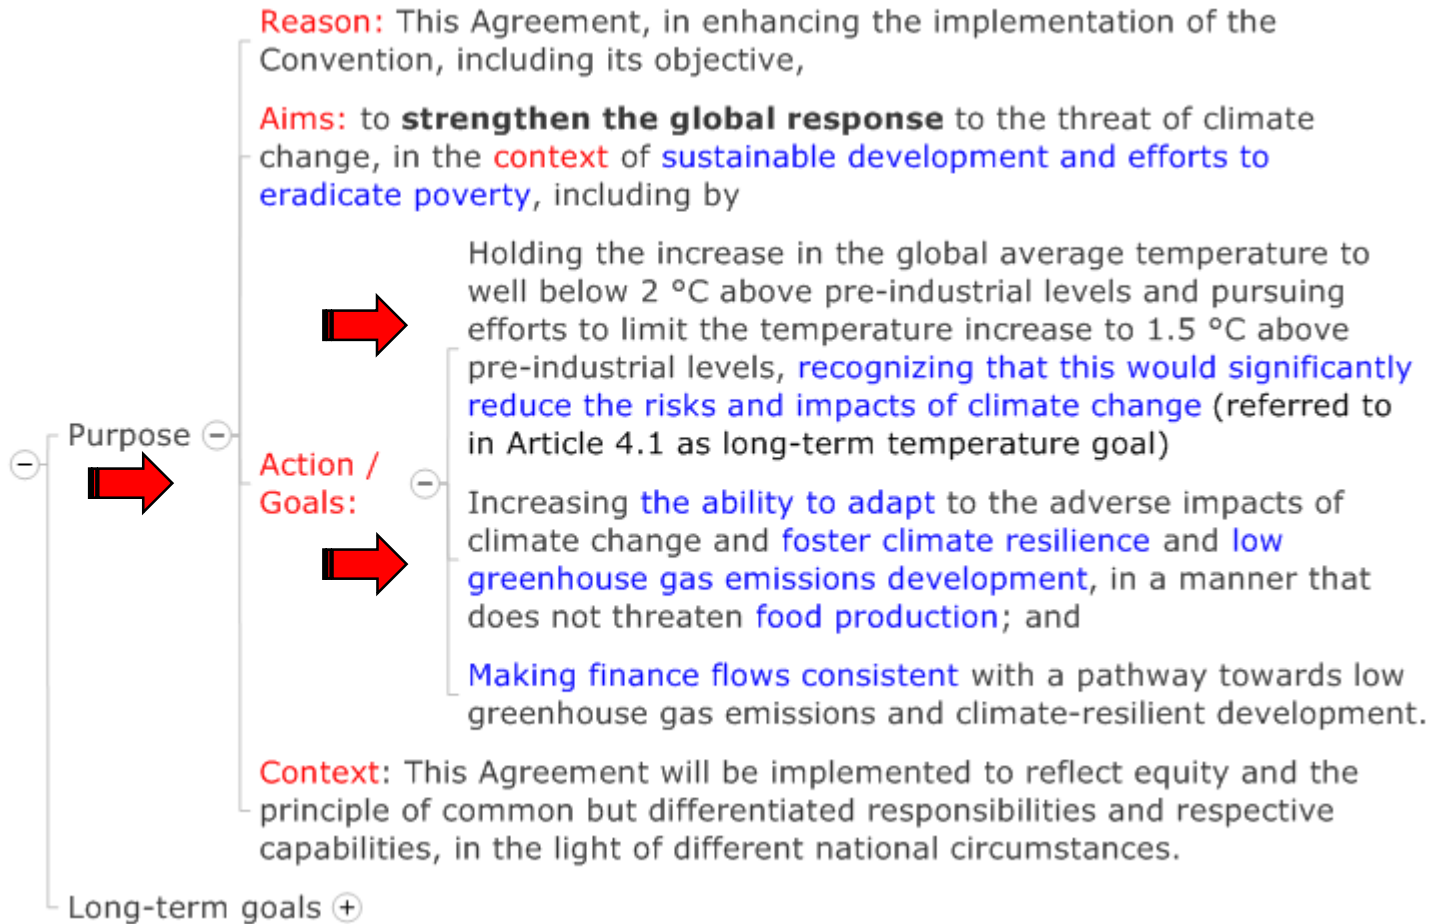 Reason: This Agreement, in enhancing the implementation of the
Convention, including its objective,
Aims: to strengthen the global response to the threat of climate
change, in the context of sustainable development and efforts to
eradicate poverty, including by
Holding the increase in the global average temperature to
well below 2 °C above pre-industrial levels and pursuing
efforts to limit the temperature increase to 1.5 °C above
pre-industrial levels, recognizing that this would significantly
reduce the risks and impacts of climate change (referred to
in Article 4.1 as long-term temperature goal)
Purpose
Action /
Goals:
Increasing the ability to adapt to the adverse impacts of
climate change and foster climate resilience and low
greenhouse gas emissions development, in a manner that
does not threaten food production; and
Making finance flows consistent with a pathway towards low
greenhouse gas emissions and climate-resilient development.
Context: This Agreement will be implemented to reflect equity and the
principle of common but differentiated responsibilities and respective
capabilities, in the light of different national circumstances.
Long-term goals